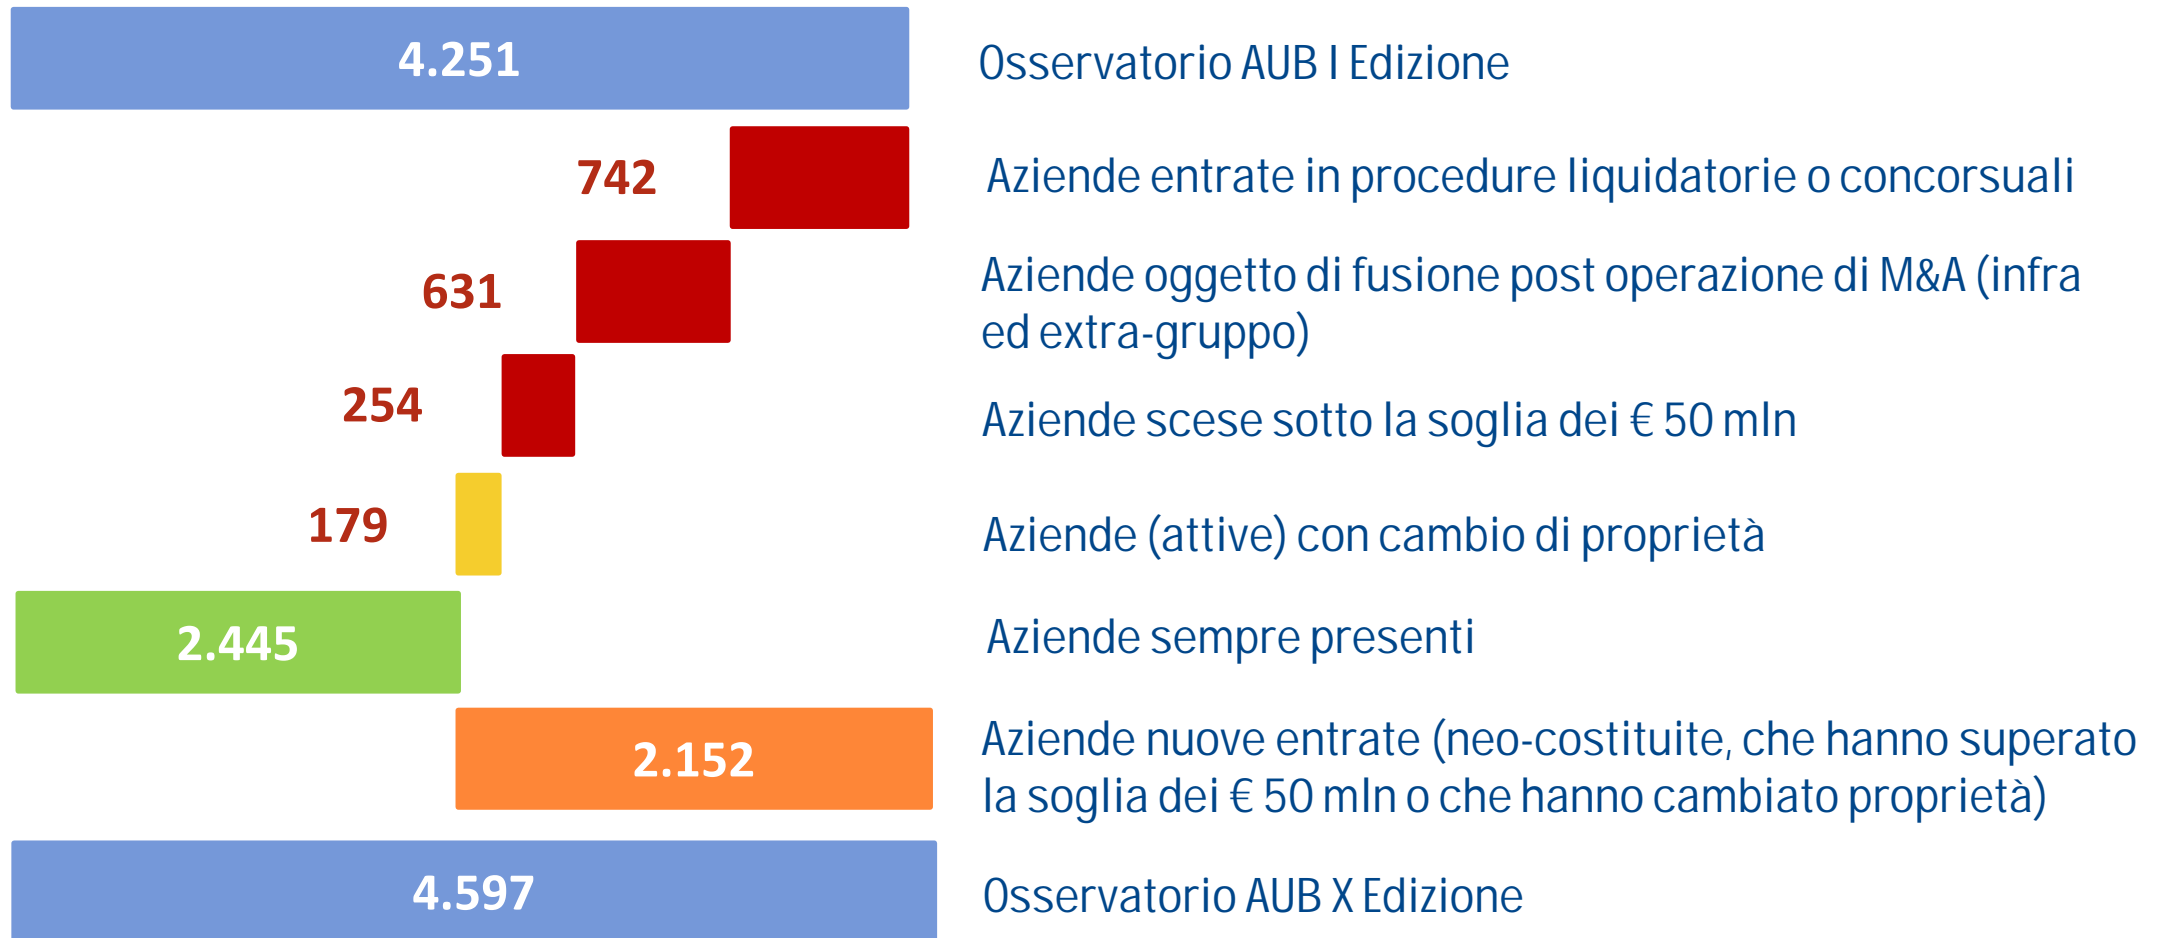 4.251 Osservatorio AUB I Edizione
742 Aziende entrate in procedure liquidatorie o concorsuali
631 Aziende oggetto di fusione post operazione di M&A (infra
ed extra-gruppo)
254 Aziende scese sotto la soglia dei € 50 mln
179 Aziende (attive) con cambio di proprietà
2.445 Aziende sempre presenti
2.152 Aziende nuove entrate (neo-costituite, che hanno superato
la soglia dei € 50 mln o che hanno cambiato proprietà)
4.597 Osservatorio AUB X Edizione